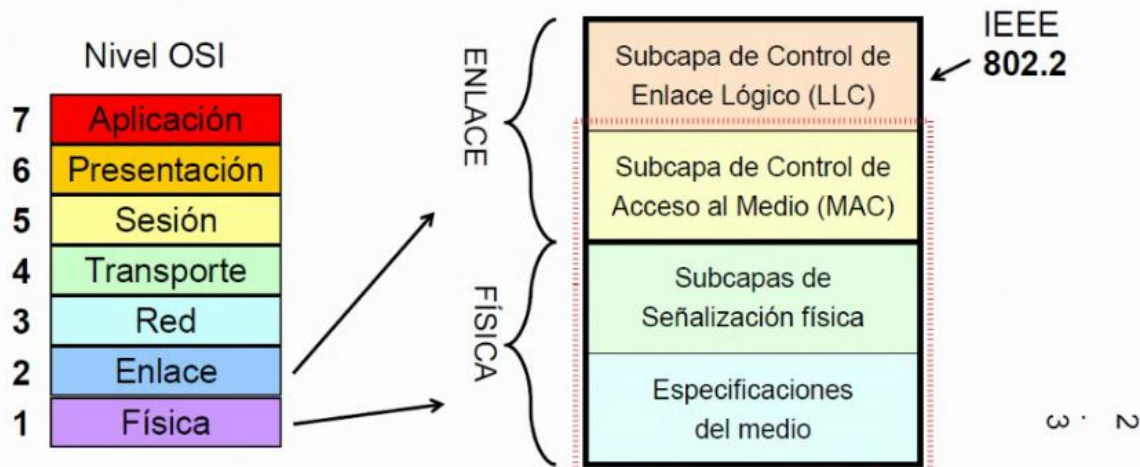 Nivel OSI
7 Aplicación
6 Presentación
5 Sesión
4 Transporte
3 Red
2 Enlace
1 Física
ENLACE
FÍSICA
Subcapa de Control de
Enlace Lógico (LLC)
Subcapa de Control de
Acceso al Medio (MAC)
Subcapas de
Señalización física
Especificaciones
del medio
IEEE
802.2
3 . 2